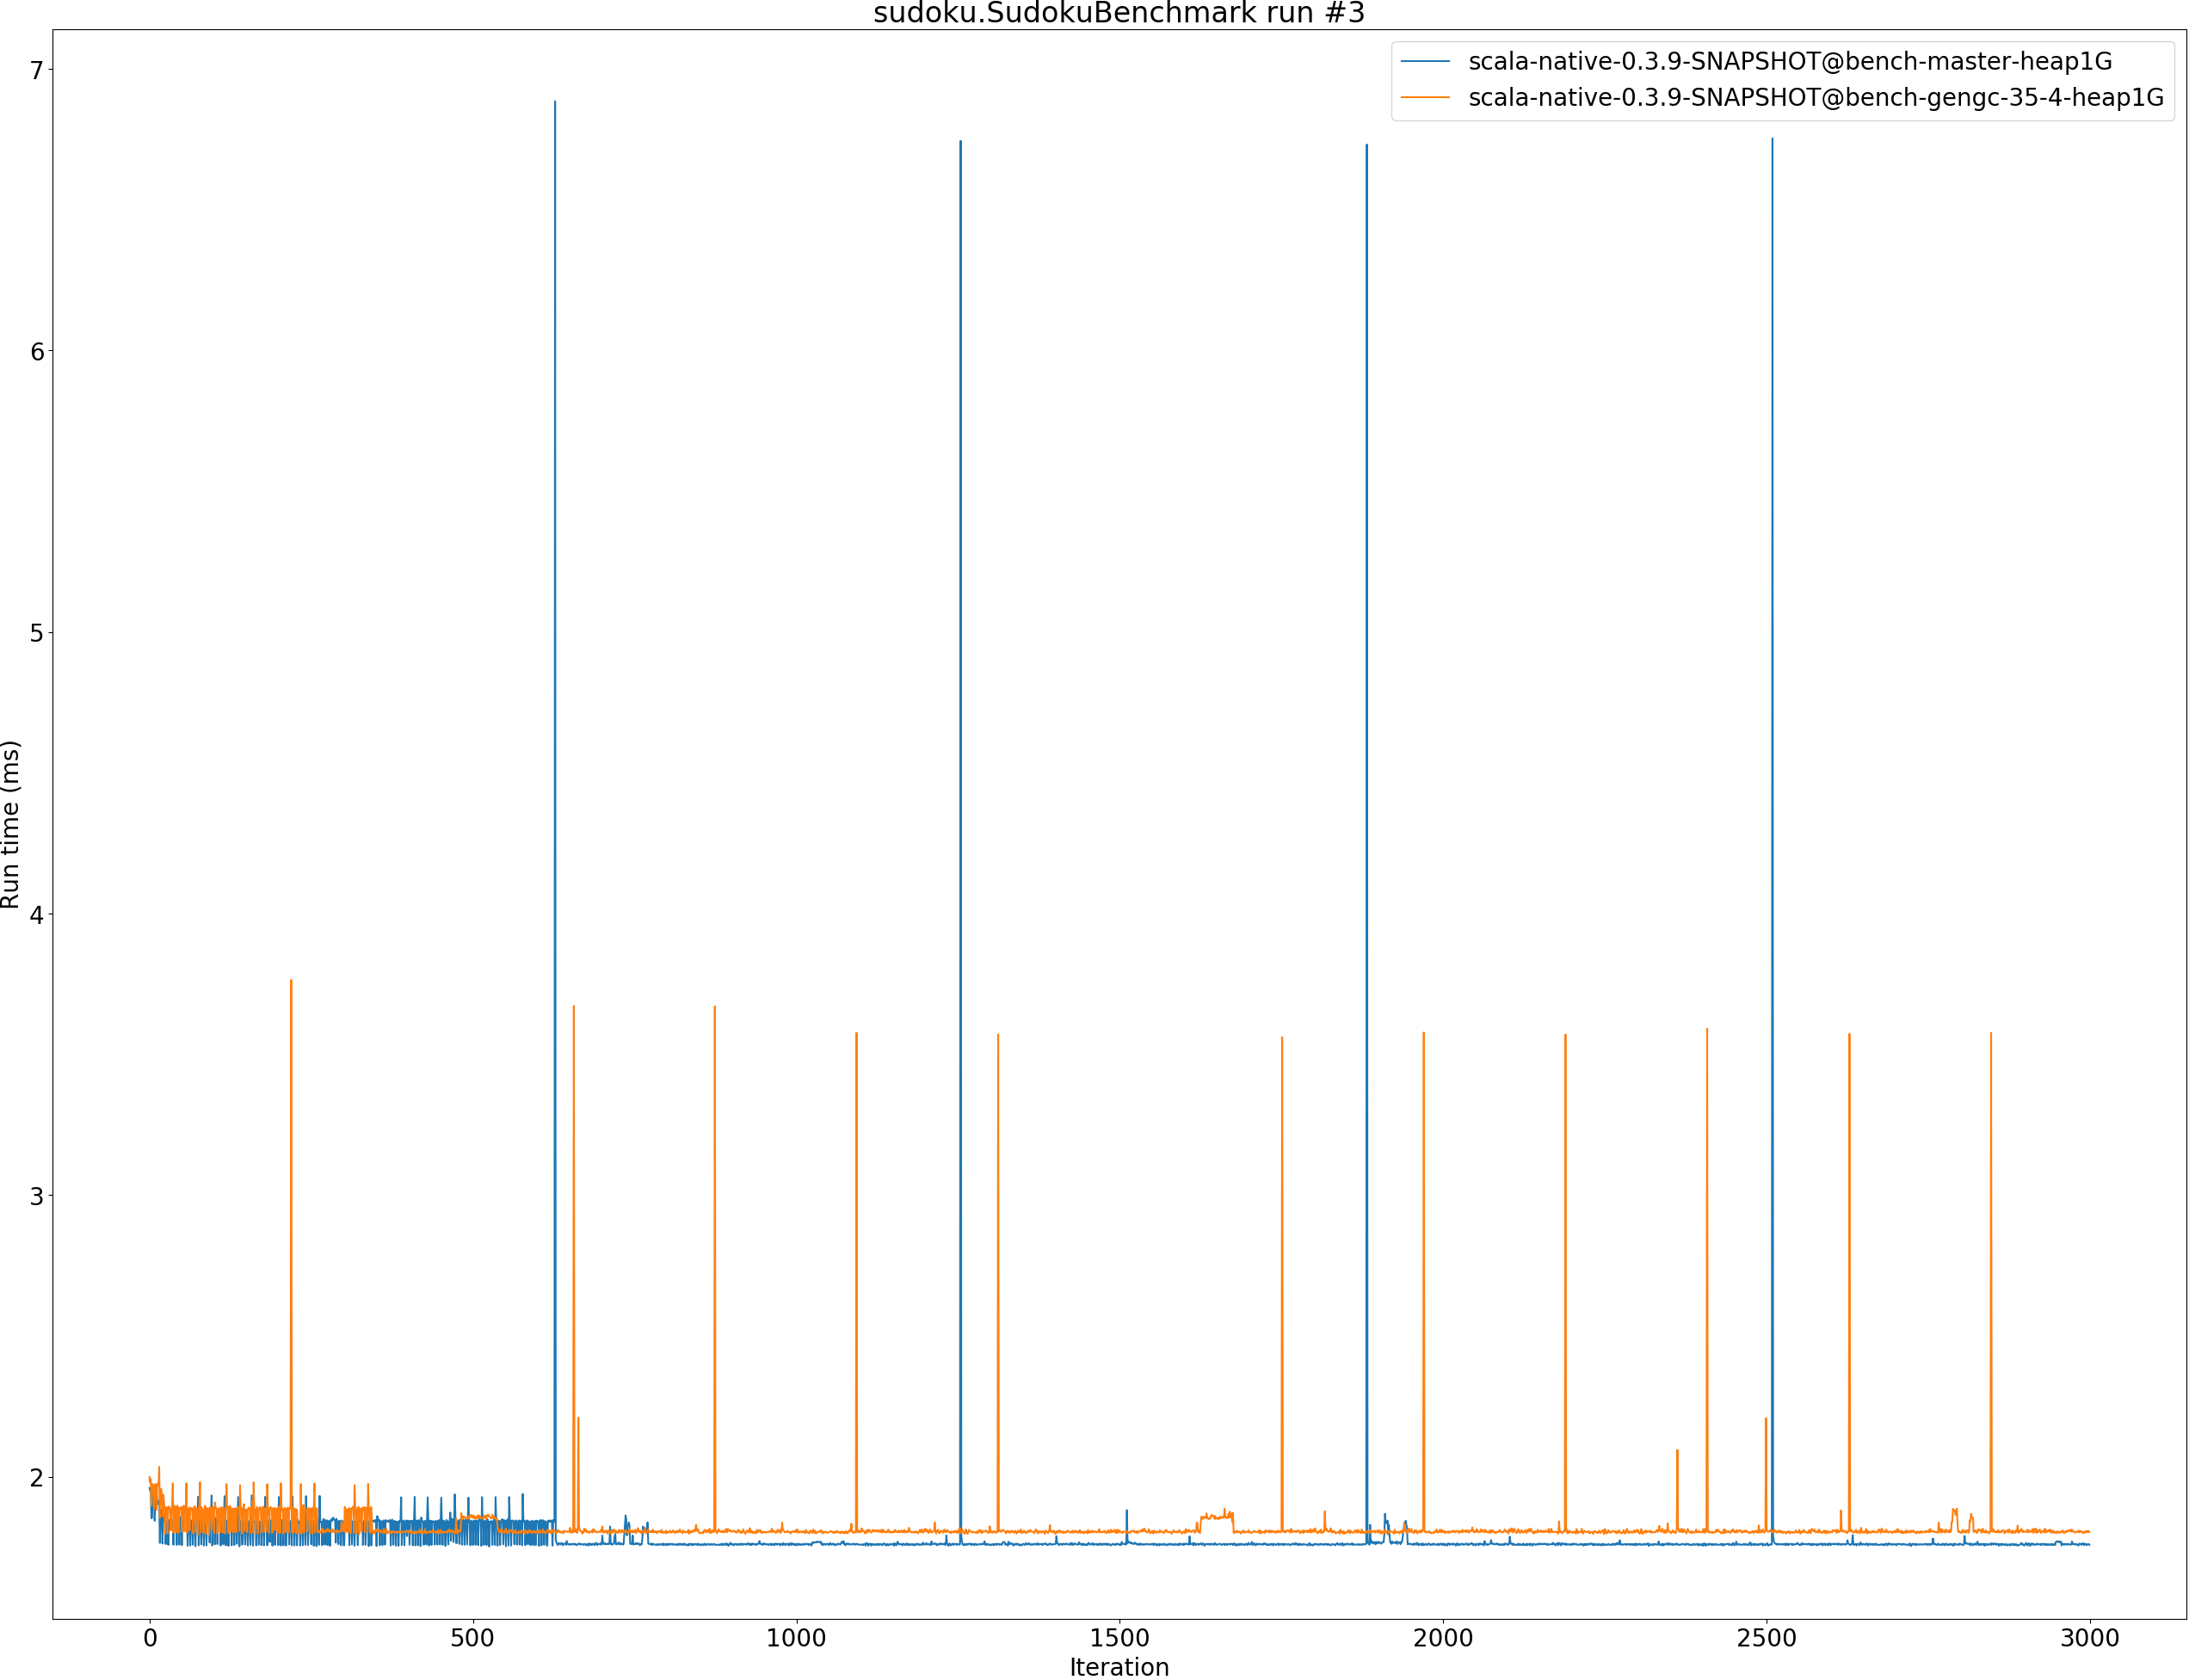 sudoku.SudokuBenchmark run #3
scala-native-0.3.9-SNAPSHOT@bench-master-heap1G
scala-native-0.3.9-SNAPSHOT@bench-gengc-35-4-heap1G
Run time (ms)
7
6
5
4
3
2
0 500 1000 1500 2000 2500 3000
Iteration